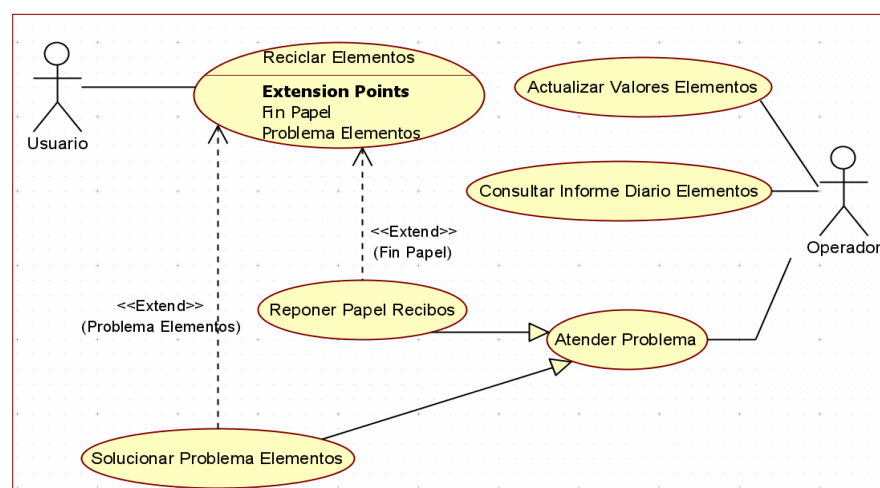 Reciclar Elementos
Extension Points
Fin Papel
Problema Elementos
Usuario
Actualizar Valores Elementos
Consultar Informe Diario Elementos
Operador
<<Extend>>
(Fin Papel)
<<Extend>>
(Problema Elementos)
Reponer Papel Recibos
Atender Problema
Solucionar Problema Elementos